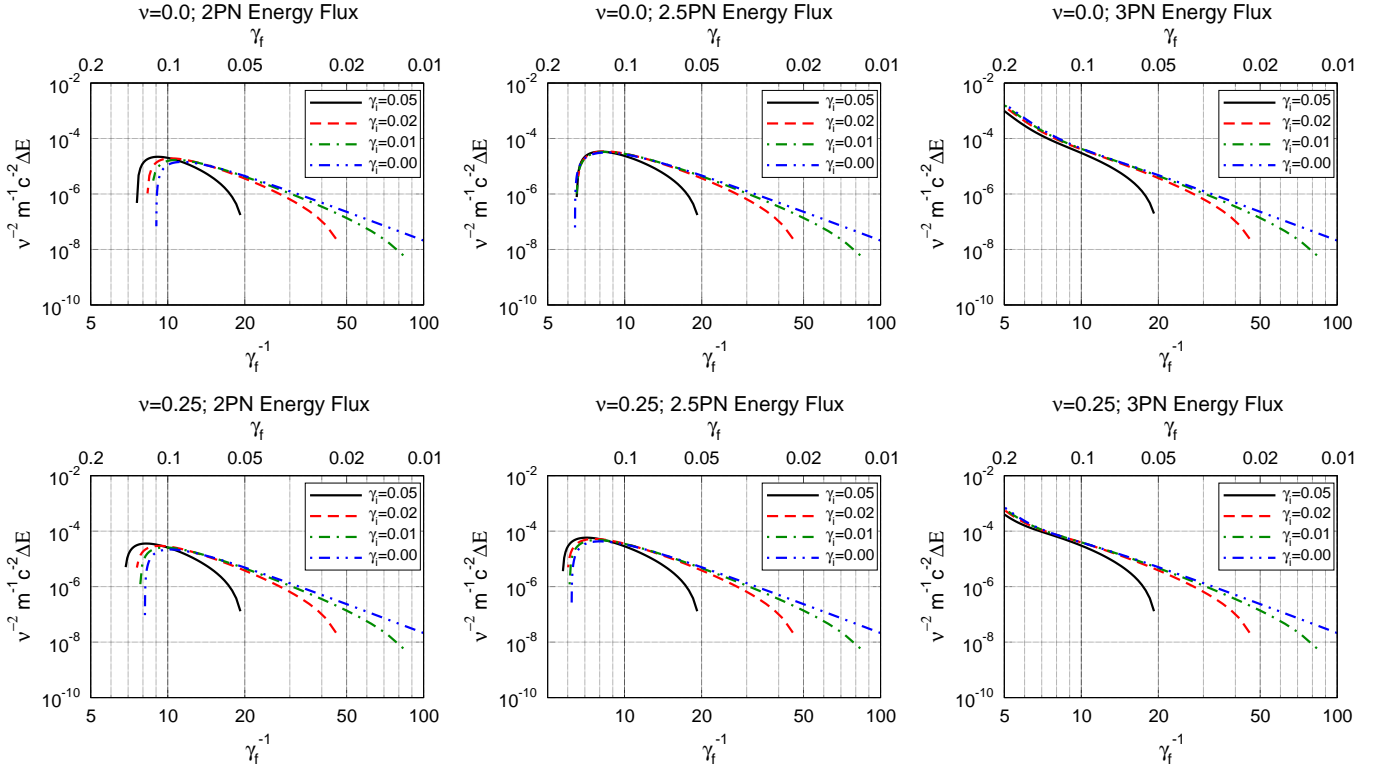 ν=0.0; 2PN Energy Flux
γf
0.2 0.1 0.05 0.02 0.01
10-2
10-4
10-6
10-8
10-10
ν-2 m-1 c-2 ΔE
γi=0.05
γi=0.02
γi=0.01
γi=0.00
5 10 20 50 100
γf-1
ν=0.0; 2.5PN Energy Flux
γf
0.2 0.1 0.05 0.02 0.01
10-2
10-4
10-6
10-8
10-10
ν-2 m-1 c-2 ΔE
γi=0.05
γi=0.02
γi=0.01
γi=0.00
5 10 20 50 100
γf-1
ν=0.0; 3PN Energy Flux
γf
0.2 0.1 0.05 0.02 0.01
10-2
10-4
10-6
10-8
10-10
ν-2 m-1 c-2 ΔE
γi=0.05
γi=0.02
γi=0.01
γi=0.00
5 10 20 50 100
γf-1
ν=0.25; 2PN Energy Flux
γf
0.2 0.1 0.05 0.02 0.01
10-2
10-4
10-6
10-8
10-10
ν-2 m-1 c-2 ΔE
γi=0.05
γi=0.02
γi=0.01
γi=0.00
5 10 20 50 100
γf-1
ν=0.25; 2.5PN Energy Flux
γf
0.2 0.1 0.05 0.02 0.01
10-2
10-4
10-6
10-8
10-10
ν-2 m-1 c-2 ΔE
γi=0.05
γi=0.02
γi=0.01
γi=0.00
5 10 20 50 100
γf-1
ν=0.25; 3PN Energy Flux
γf
0.2 0.1 0.05 0.02 0.01
10-2
10-4
10-6
10-8
10-10
ν-2 m-1 c-2 ΔE
γi=0.05
γi=0.02
γi=0.01
γi=0.00
5 10 20 50 100
γf-1